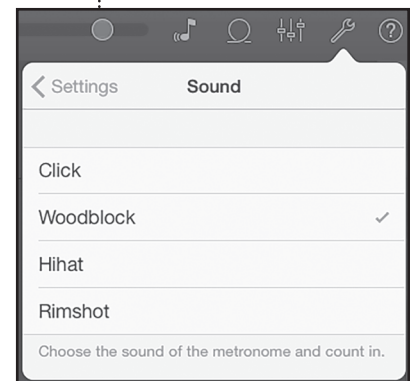 Settings
Sound
Click
Woodblock
Hihat
Rimshot
Choose the sound of the metronome and count in.